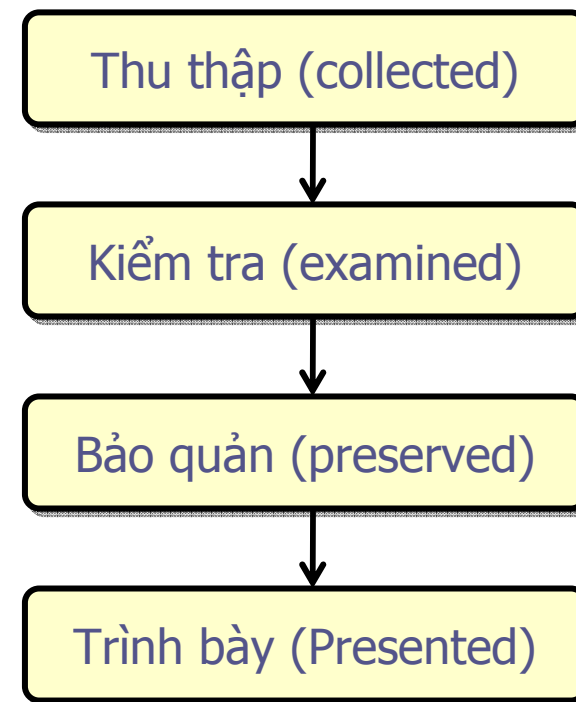 Thu thập (collected)
Kiểm tra (examined)
Bảo quản (preserved)
Trình bày (Presented)